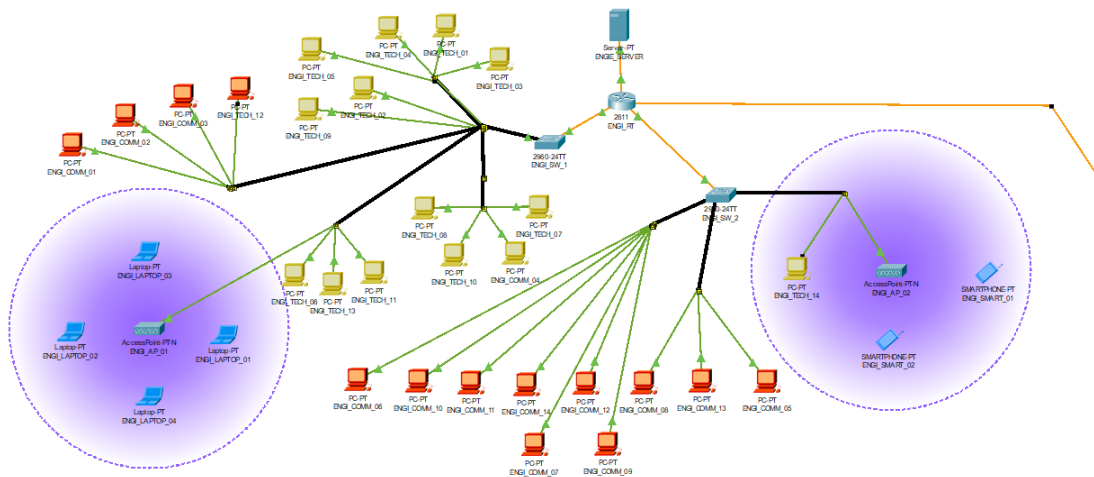 Server-PT
ENGIE_SERVER
2811
ENGI_RT
PC-PT
ENGI_TECH_01
PC-PT
ENGI_TECH_04
PC-PT
ENGI_TECH_05
PC-PT
ENGI_TECH_03
PC-PT
ENGI_TECH_02
PC-PT
ENGI_TECH_09
PC-PT
ENGI_TECH_12
PC-PT
ENGI_COMM_03
PC-PT
ENGI_COMM_02
PC-PT
ENGI_COMM_01
2960-24TT
ENGI_SW_1
2960-24TT
ENGI_SW_2
PC-PT
ENGI_TECH_08
PC-PT
ENGI_TECH_07
PC-PT
ENGI_TECH_10
PC-PT
ENGI_COMM_04
PC-PT
ENGI_TECH_06
PC-PT
ENGI_TECH_13
PC-PT
ENGI_TECH_11
Laptop-PT
ENGI_LAPTOP_03
Laptop-PT
ENGI_LAPTOP_02
AccessPoint-PT-N
ENGI_AP_01
Laptop-PT
ENGI_LAPTOP_01
Laptop-PT
ENGI_LAPTOP_04
PC-PT
ENGI_TECH_14
AccessPoint-PT-N
ENGI_AP_02
SMARTPHONE-PT
ENGI_SMART_01
SMARTPHONE-PT
ENGI_SMART_02
PC-PT
ENGI_COMM_06
PC-PT
ENGI_COMM_10
PC-PT
ENGI_COMM_11
PC-PT
ENGI_COMM_14
PC-PT
ENGI_COMM_12
PC-PT
ENGI_COMM_08
PC-PT
ENGI_COMM_13
PC-PT
ENGI_COMM_05
PC-PT
ENGI_COMM_07
PC-PT
ENGI_COMM_09